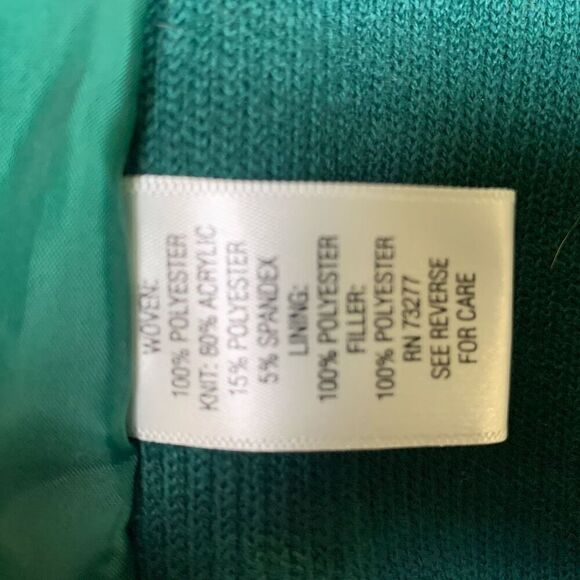 WOVEN:
100% POLYESTER
KNIT: 80% ACRYLIC
15% POLYESTER
5% SPANDEX
LINING:
100% POLYESTER
FILLER:
100% POLYESTER
RN 73277
SEE REVERSE
FOR CARE